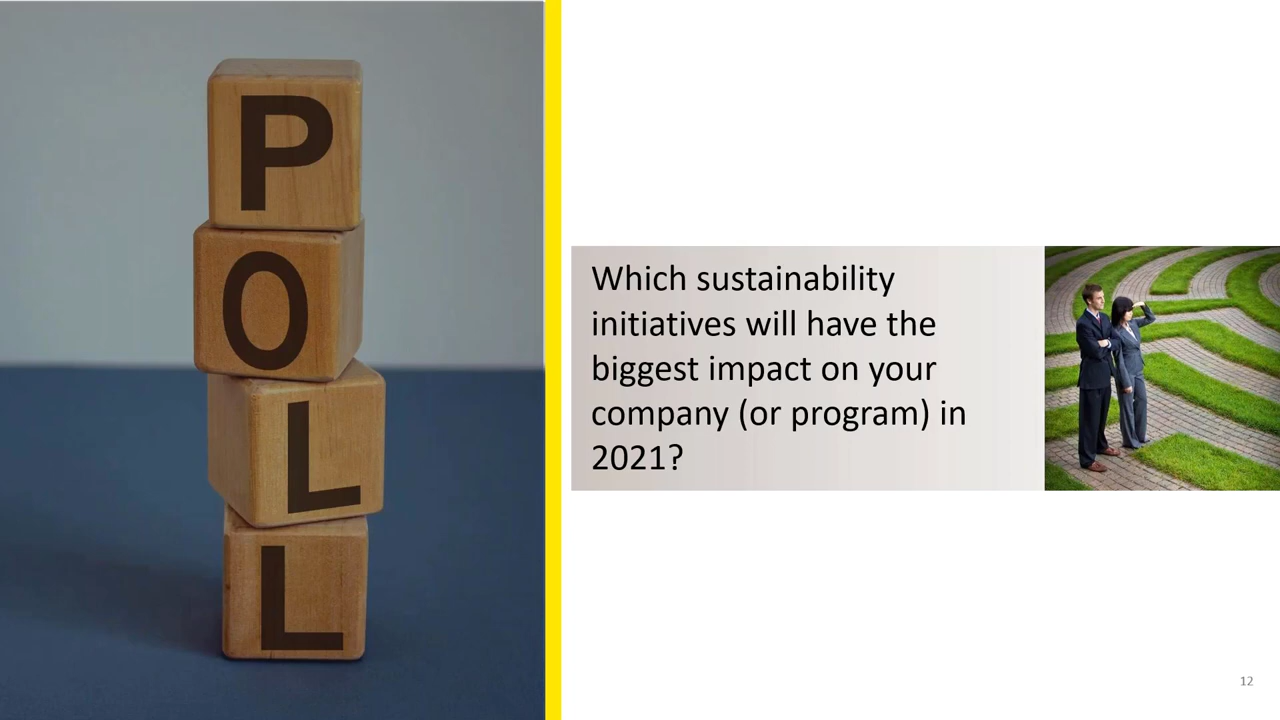 P
O
L
L
Which sustainability
initiatives will have the
biggest impact on your
company (or program) in
2021?
12